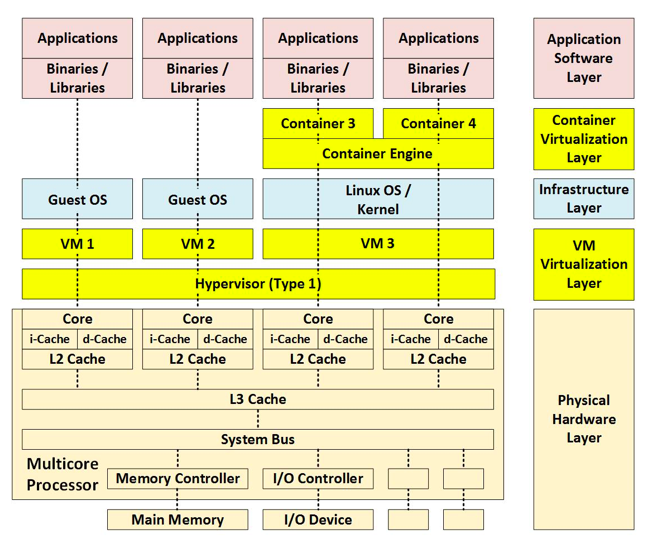 Applications
Applications
Applications
Applications
Application
Software
Layer
Binaries /
Libraries
Binaries /
Libraries
Binaries /
Libraries
Binaries /
Libraries
Container 3
Container 4
Container
Virtualization
Layer
Container Engine
Guest OS
Guest OS
Linux OS /
Kernel
Infrastructure
Layer
VM 1
VM 2
VM 3
VM
Virtualization
Layer
Hypervisor (Type 1)
Core
Core
Core
Core
i-Cache
d-Cache
i-Cache
d-Cache
i-Cache
d-Cache
i-Cache
d-Cache
L2 Cache
L2 Cache
L2 Cache
L2 Cache
L3 Cache
Physical
Hardware
Layer
System Bus
Multicore
Processor
Memory Controller
I/O Controller
Main Memory
I/O Device